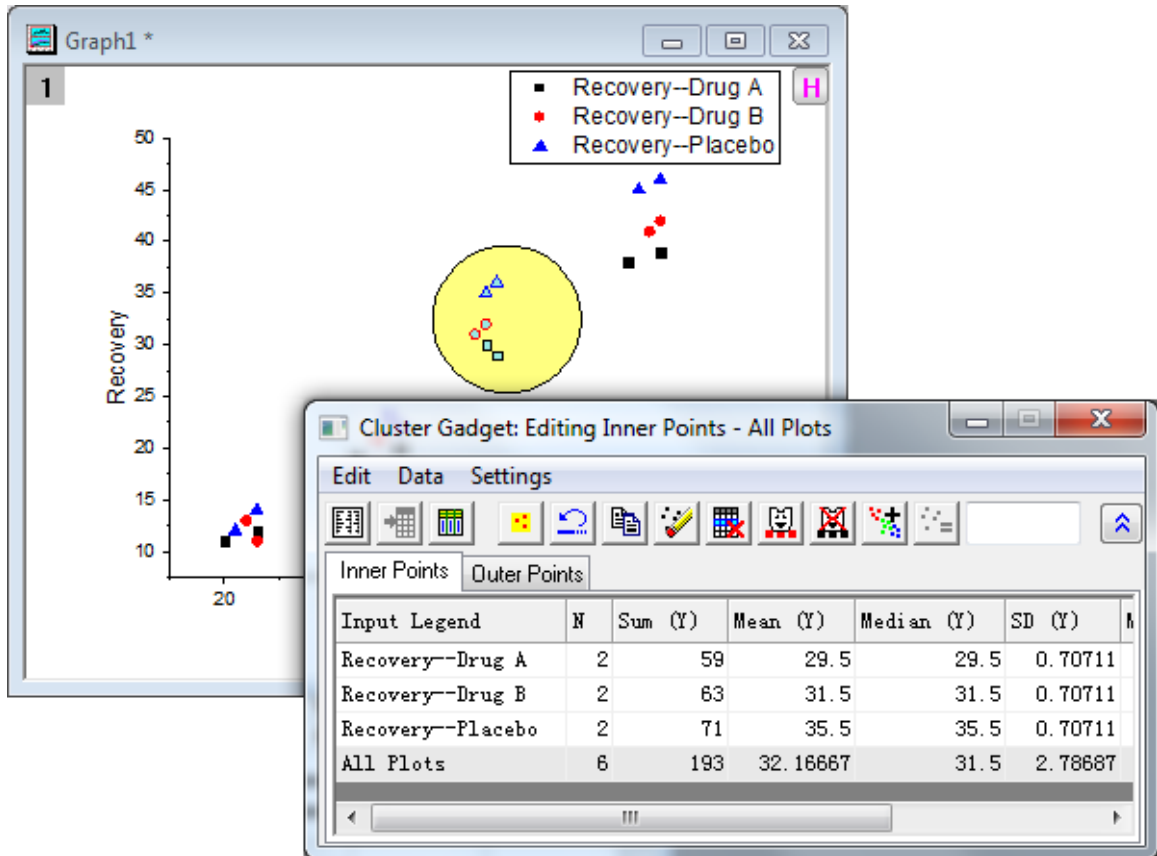 Graph1 *
1
Recovery--Drug A
H
Recovery--Drug B
Recovery--Placebo
50
45
40
35
30
25
20
15
10
Recovery
20
Cluster Gadget: Editing Inner Points - All Plots
Edit Data Settings
Inner Points Outer Points
Input Legend N Sum (Y) Mean (Y) Median (Y) SD (Y)
Recovery--Drug A 2 59 29.5 29.5 0.70711
Recovery--Drug B 2 63 31.5 31.5 0.70711
Recovery--Placebo 2 71 35.5 35.5 0.70711
All Plots 6 193 32.16667 31.5 2.78687